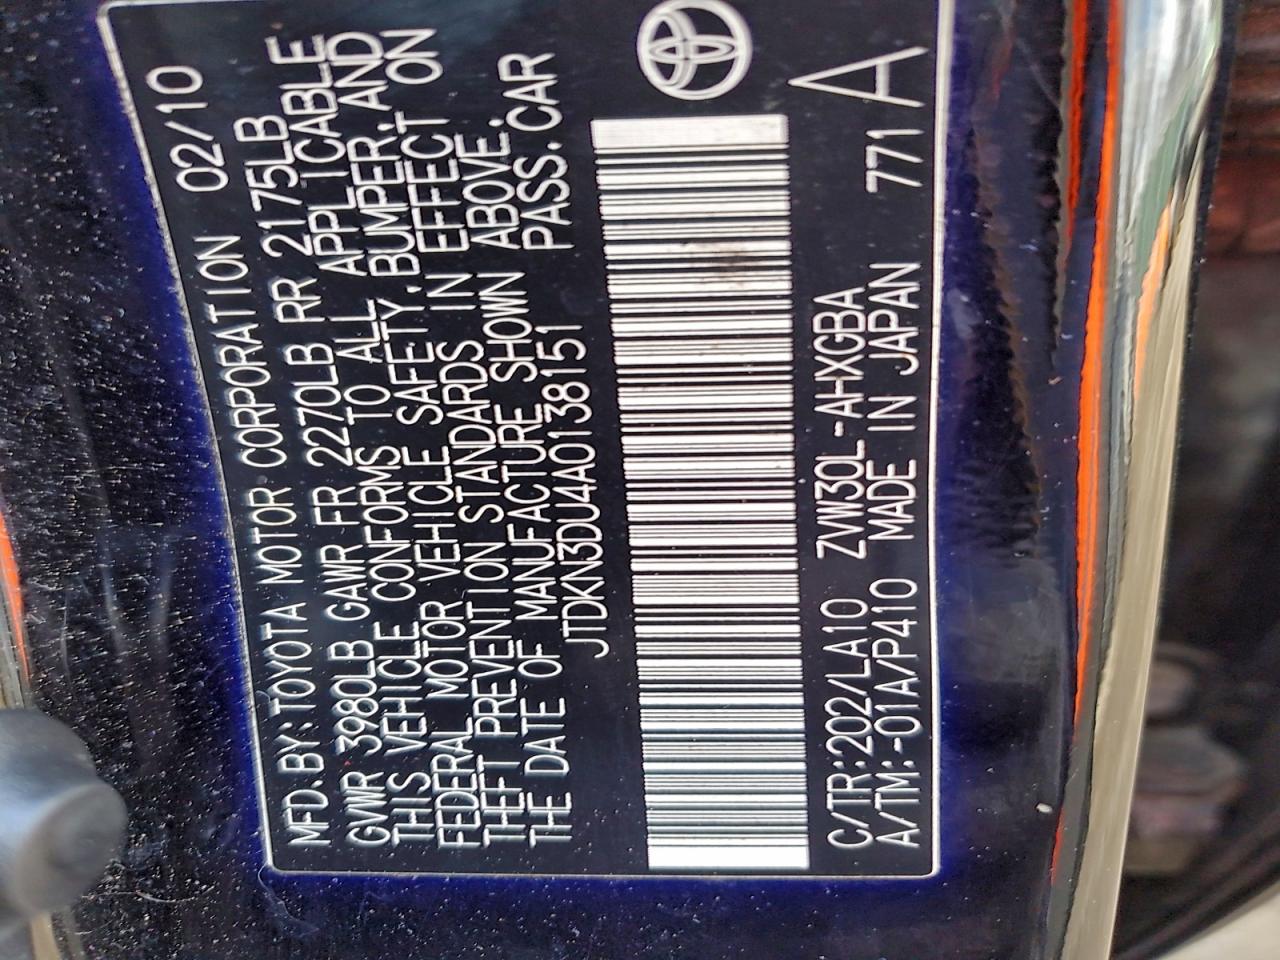 MFD.BY:TOYOTA MOTOR CORPORATION 02/10
GVWR 3980LB GAWR FR 2270LB RR 2175LB
THIS VEHICLE CONFORMS TO ALL APPLICABLE
FEDERAL MOTOR VEHICLE SAFETY,BUMPER,AND
THEFT PREVENTION STANDARDS IN EFFECT ON
THE DATE OF MANUFACTURE SHOWN ABOVE.
JTDKN3DU4A0138151 PASS.CAR
C/TR:202/LA10 ZVW30L-AHXGBA
A/TM:-01A/P410 MADE IN JAPAN 771 A